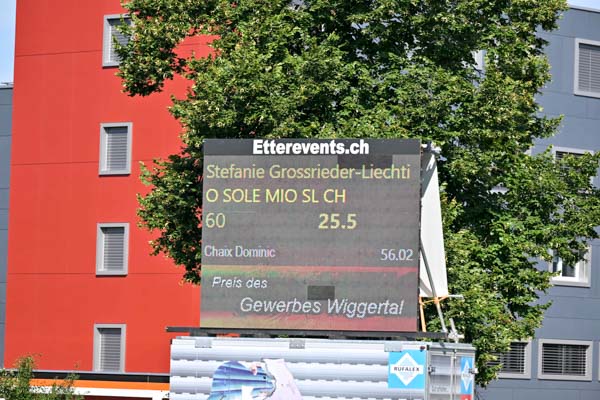 Etterevents.ch
Stefanie Grossrieder-Liechti
O SOLE MIO SL CH
60 25.5
Chaix Dominic 56.02
Preis des
Gewerbes Wiggertal
RUFALEX